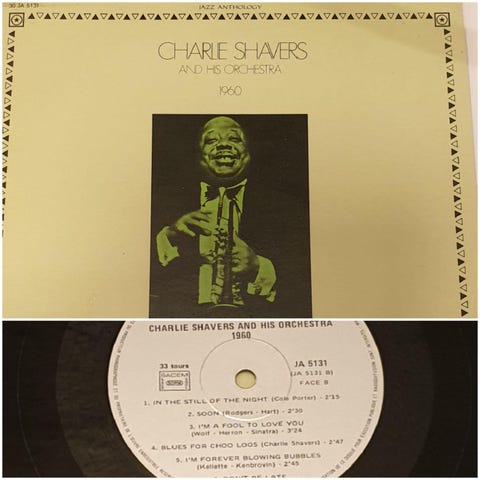 30 JA 5131
JAZZ ANTHOLOGY
CHARLIE SHAVERS
AND HIS ORCHESTRA
1960
CHARLIE SHAVERS AND HIS ORCHESTRA
1960
33 tours
JA 5131
SACEM
(JA 5131 B)
FACE B
1. IN THE STILL OF THE NIGHT (Cole Porter) - 2'15
2. SOON (Rodgers - Hart) - 2'30
3. I'M A FOOL TO LOVE YOU
(Wolf - Herron - Sinatra) - 3'24
4. BLUES FOR CHOO LOOS (Charlie Shavers) - 2'47
5. I'M FOREVER BLOWING BUBBLES
(Kellette - Kenbrovin) - 2'45